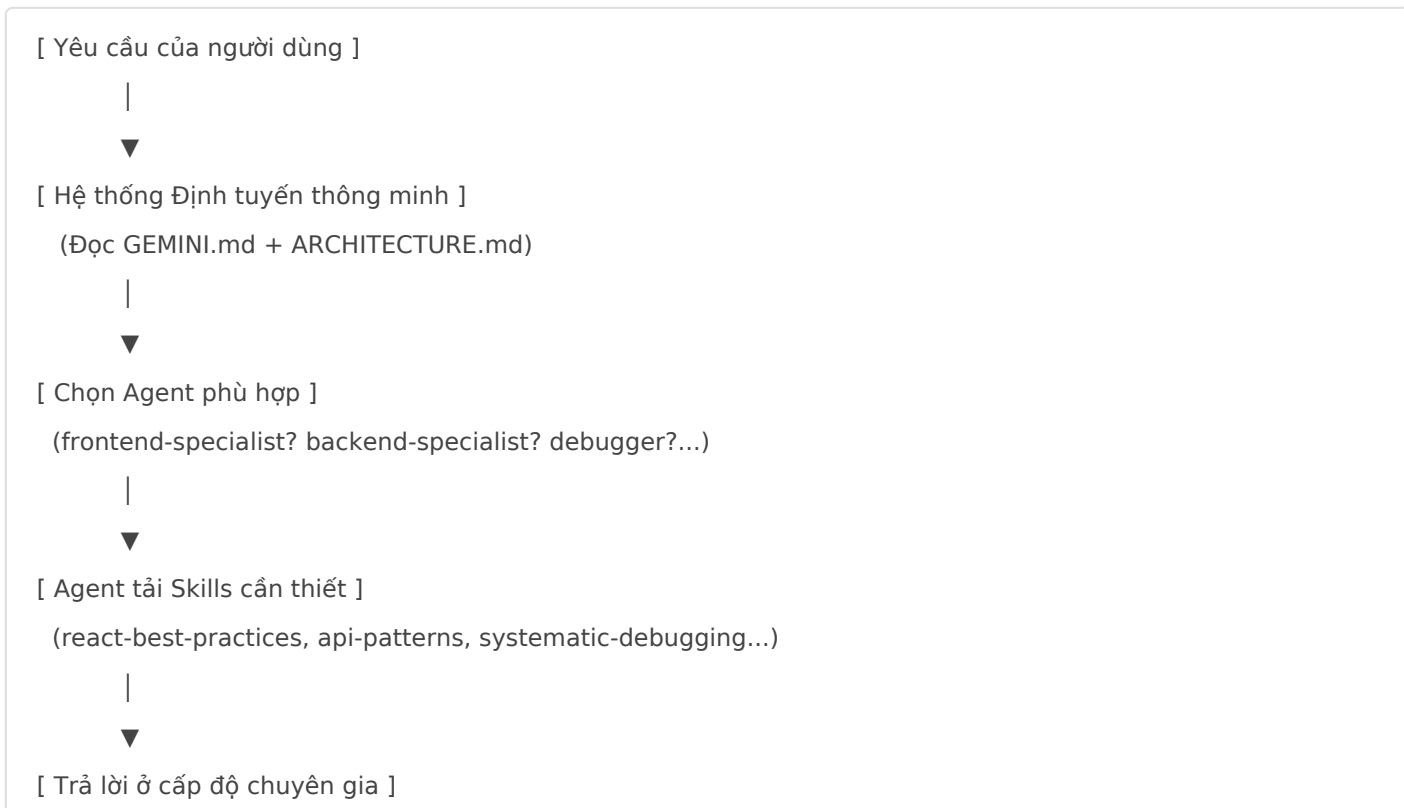 [ Yêu cầu của người dùng ]
│
▼
[ Hệ thống Định tuyến thông minh ]
(Đọc GEMINI.md + ARCHITECTURE.md)
│
▼
[ Chọn Agent phù hợp ]
(frontend-specialist? backend-specialist? debugger?...)
│
▼
[ Agent tải Skills cần thiết ]
(react-best-practices, api-patterns, systematic-debugging...)
│
▼
[ Trả lời ở cấp độ chuyên gia ]